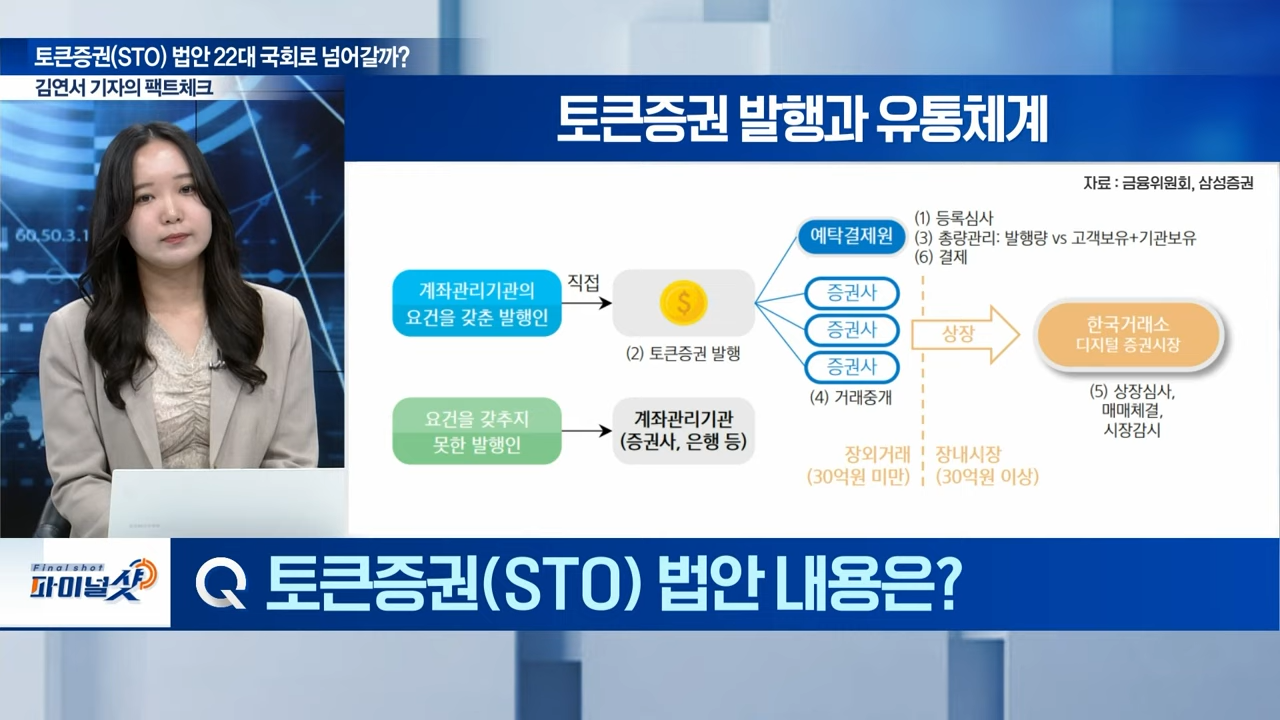 토큰증권(STO) 법안 22대 국회로 넘어갈까?
김연서 기자의 팩트체크
토큰증권 발행과 유통체계
자료 : 금융위원회, 삼성증권
60,50.3.1
계좌관리기관의
요건을 갖춘 발행인
직접
$
(2) 토큰증권 발행
요건을 갖추지
못한 발행인
계좌관리기관
(증권사, 은행 등)
예탁결제원
(1) 등록심사
(3) 총량관리: 발행량 vs 고객보유+기관보유
(6) 결제
증권사
증권사
증권사
(4) 거래중개
상장
한국거래소
디지털 증권시장
(5) 상장심사,
매매체결,
시장감시
장외거래
(30억원 미만)
장내시장
(30억원 이상)
Final shot
파이널샷
Q 토큰증권(STO) 법안 내용은?